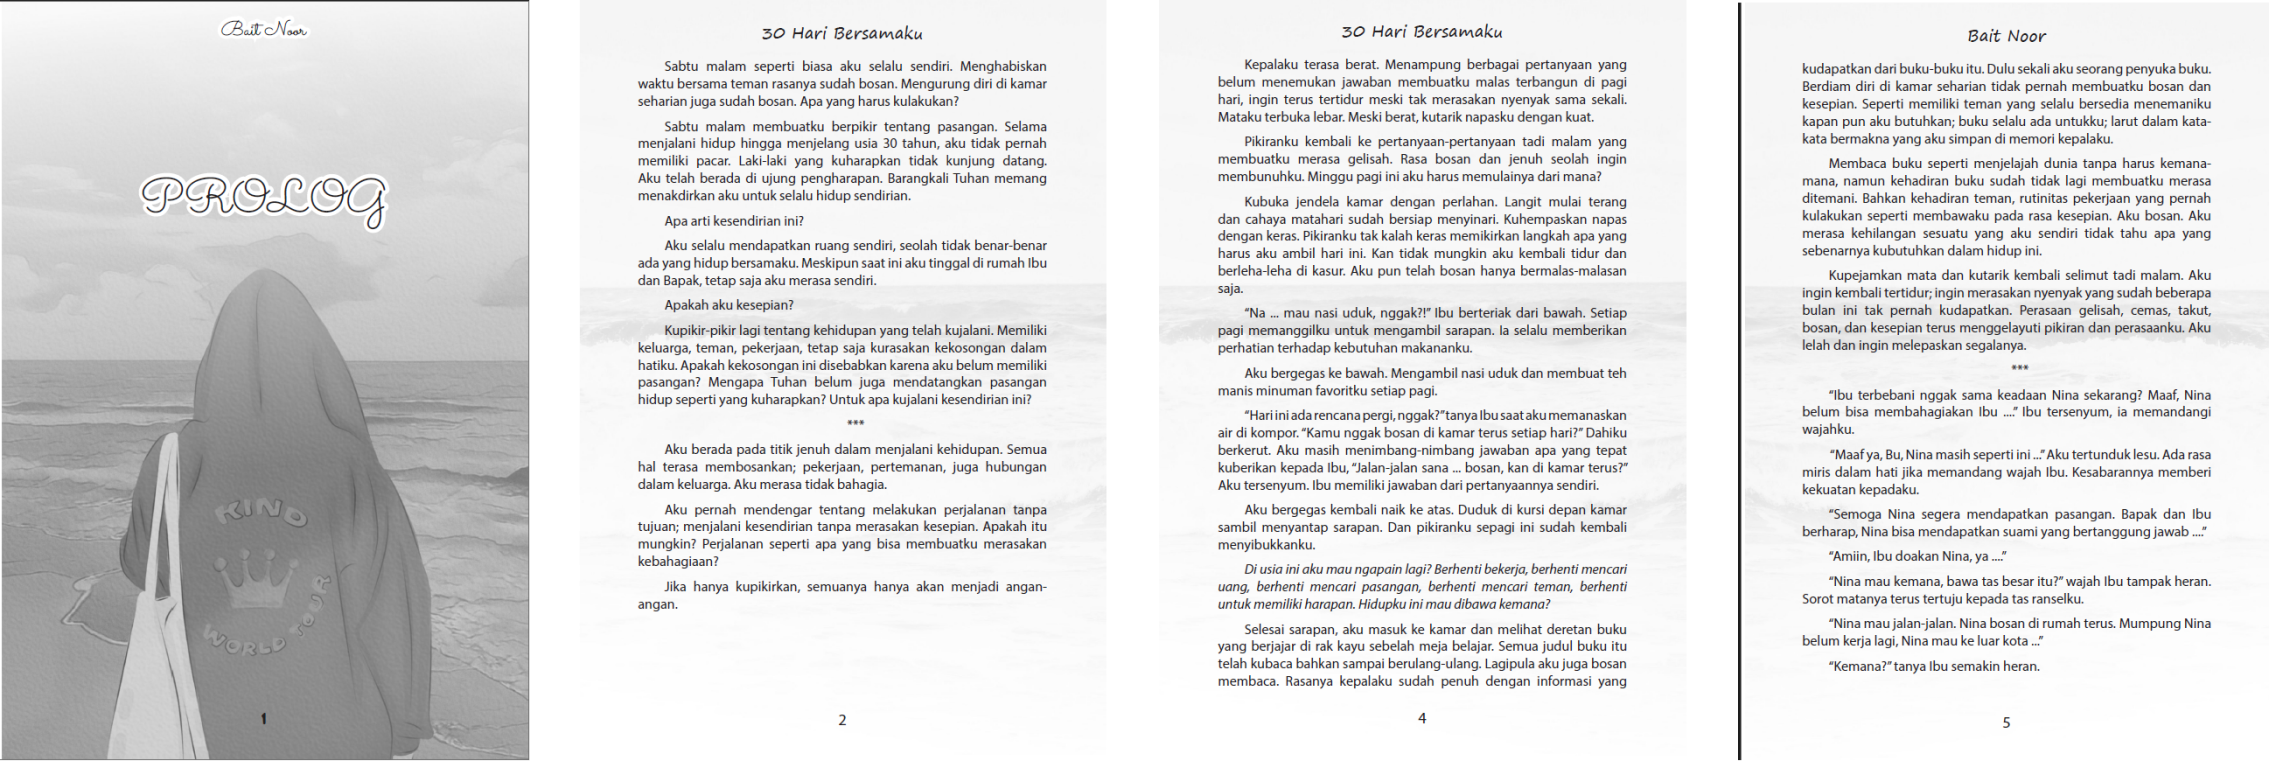 Bait Noor
PROLOG
KIND
WORLD TOUR
1
30 Hari Bersamaku
Sabtu malam seperti biasa aku selalu sendiri. Menghabiskan
waktu bersama teman rasanya sudah bosan. Mengurung diri di kamar
seharian juga sudah bosan. Apa yang harus kulakukan?
Sabtu malam membuatku berpikir tentang pasangan. Selama
menjalani hidup hingga menjelang usia 30 tahun, aku tidak pernah
memiliki pacar. Laki-laki yang kuharapkan tidak kunjung datang.
Aku telah berada di ujung pengharapan. Barangkali Tuhan memang
menakdirkan aku untuk selalu hidup sendirian.
Apa arti kesendirian ini?
Aku selalu mendapatkan ruang sendiri, seolah tidak benar-benar
ada yang hidup bersamaku. Meskipun saat ini aku tinggal di rumah Ibu
dan Bapak, tetap saja aku merasa sendiri.
Apakah aku kesepian?
Kupikir-pikir lagi tentang kehidupan yang telah kujalani. Memiliki
keluarga, teman, pekerjaan, tetap saja kurasakan kekosongan dalam
hatiku. Apakah kekosongan ini disebabkan karena aku belum memiliki
pasangan? Mengapa Tuhan belum juga mendatangkan pasangan
hidup seperti yang kuharapkan? Untuk apa kujalani kesendirian ini?
***
Aku berada pada titik jenuh dalam menjalani kehidupan. Semua
hal terasa membosankan; pekerjaan, pertemanan, juga hubungan
dalam keluarga. Aku merasa tidak bahagia.
Aku pernah mendengar tentang melakukan perjalanan tanpa
tujuan; menjalani kesendirian tanpa merasakan kesepian. Apakah itu
mungkin? Perjalanan seperti apa yang bisa membuatku merasakan
kebahagiaan?
Jika hanya kupikirkan, semuanya hanya akan menjadi angan-
angan.
2
30 Hari Bersamaku
Kepalaku terasa berat. Menampung berbagai pertanyaan yang
belum menemukan jawaban membuatku malas terbangun di pagi
hari, ingin terus tertidur meski tak merasakan nyenyak sama sekali.
Mataku terbuka lebar. Meski berat, kutarik napasku dengan kuat.
Pikiranku kembali ke pertanyaan-pertanyaan tadi malam yang
membuatku merasa gelisah. Rasa bosan dan jenuh seolah ingin
membunuhku. Minggu pagi ini aku harus memulainya dari mana?
Kubuka jendela kamar dengan perlahan. Langit mulai terang
dan cahaya matahari sudah bersiap menyinari. Kuhempaskan napas
dengan keras. Pikiranku tak kalah keras memikirkan langkah apa yang
harus aku ambil hari ini. Kan tidak mungkin aku kembali tidur dan
berleha-leha di kasur. Aku pun telah bosan hanya bermalas-malasan
saja.
“Na ... mau nasi uduk, nggak?!” Ibu berteriak dari bawah. Setiap
pagi memanggilku untuk mengambil sarapan. Ia selalu memberikan
perhatian terhadap kebutuhan makananku.
Aku bergegas ke bawah. Mengambil nasi uduk dan membuat teh
manis minuman favoritku setiap pagi.
“Hari ini ada rencana pergi, nggak?” tanya Ibu saat aku memanaskan
air di kompor. “Kamu nggak bosan di kamar terus setiap hari?” Dahiku
berkerut. Aku masih menimbang-nimbang jawaban apa yang tepat
kuberikan kepada Ibu, “Jalan-jalan sana ... bosan, kan di kamar terus?”
Aku tersenyum. Ibu memiliki jawaban dari pertanyaannya sendiri.
Aku bergegas kembali naik ke atas. Duduk di kursi depan kamar
sambil menyantap sarapan. Dan pikiranku sepagi ini sudah kembali
menyibukkanku.
Di usia ini aku mau ngapain lagi? Berhenti bekerja, berhenti mencari
uang, berhenti mencari pasangan, berhenti mencari teman, berhenti
untuk memiliki harapan. Hidupku ini mau dibawa kemana?
Selesai sarapan, aku masuk ke kamar dan melihat deretan buku
yang berjajar di rak kayu sebelah meja belajar. Semua judul buku itu
telah kubaca bahkan sampai berulang-ulang. Lagipula aku juga bosan
membaca. Rasanya kepalaku sudah penuh dengan informasi yang
4
Bait Noor
kudapatkan dari buku-buku itu. Dulu sekali aku seorang penyuka buku.
Berdiam diri di kamar seharian tidak pernah membuatku bosan dan
kesepian. Seperti memiliki teman yang selalu bersedia menemaniku
kapan pun aku butuhkan; buku selalu ada untukku; larut dalam kata-
kata bermakna yang aku simpan di memori kepalaku.
Membaca buku seperti menjelajah dunia tanpa harus kemana-
mana, namun kehadiran buku sudah tidak lagi membuatku merasa
ditemani. Bahkan kehadiran teman, rutinitas pekerjaan yang pernah
kulakukan seperti membawaku pada rasa kesepian. Aku bosan. Aku
merasa kehilangan sesuatu yang aku sendiri tidak tahu apa yang
sebenarnya kubutuhkan dalam hidup ini.
Kupejamkan mata dan kutarik kembali selimut tadi malam. Aku
ingin kembali tertidur; ingin merasakan nyenyak yang sudah beberapa
bulan ini tak pernah kudapatkan. Perasaan gelisah, cemas, takut,
bosan, dan kesepian terus menggelayuti pikiran dan perasaanku. Aku
lelah dan ingin melepaskan segalanya.
***
“Ibu terbebani nggak sama keadaan Nina sekarang? Maaf, Nina
belum bisa membahagiakan Ibu ....” Ibu tersenyum, ia memandangi
wajahku.
“Maaf ya, Bu, Nina masih seperti ini ...” Aku tertunduk lesu. Ada rasa
miris dalam hati jika memandang wajah Ibu. Kesabarannya memberi
kekuatan kepadaku.
“Semoga Nina segera mendapatkan pasangan. Bapak dan Ibu
berharap, Nina bisa mendapatkan suami yang bertanggung jawab ....”
“Amiin, Ibu doakan Nina, ya ....”
“Nina mau kemana, bawa tas besar itu?” wajah Ibu tampak heran.
Sorot matanya terus tertuju kepada tas ranselku.
“Nina mau jalan-jalan. Nina bosan di rumah terus. Mumpung Nina
belum kerja lagi, Nina mau ke luar kota ...”
“Kemana?” tanya Ibu semakin heran.
5